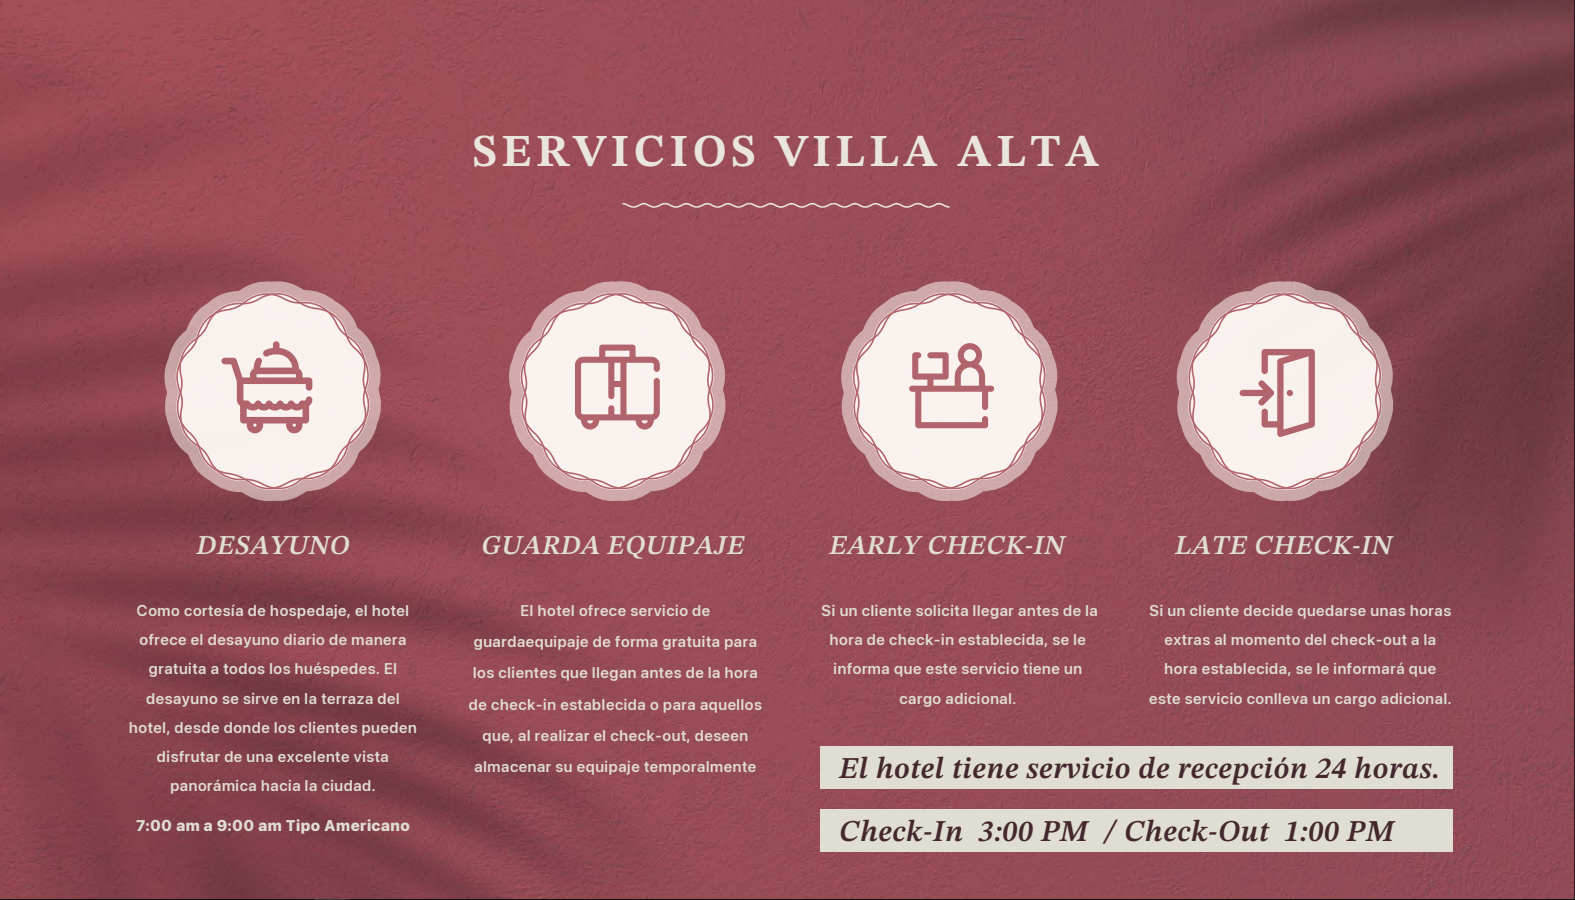 SERVICIOS VILLA ALTA
DESAYUNO
Como cortesía de hospedaje, el hotel
ofrece el desayuno diario de manera
gratuita a todos los huéspedes. El
desayuno se sirve en la terraza del
hotel, desde donde los clientes pueden
disfrutar de una excelente vista
panorámica hacia la ciudad.
7:00 am a 9:00 am Tipo Americano
GUARDA EQUIPAJE
El hotel ofrece servicio de
guardaequipaje de forma gratuita para
los clientes que llegan antes de la hora
de check-in establecida o para aquellos
que, al realizar el check-out, deseen
almacenar su equipaje temporalmente
EARLY CHECK-IN
Si un cliente solicita llegar antes de la
hora de check-in establecida, se le
informa que este servicio tiene un
cargo adicional.
LATE CHECK-IN
Si un cliente decide quedarse unas horas
extras al momento del check-out a la
hora establecida, se le informará que
este servicio conlleva un cargo adicional.
El hotel tiene servicio de recepción 24 horas.
Check-In 3:00 PM / Check-Out 1:00 PM